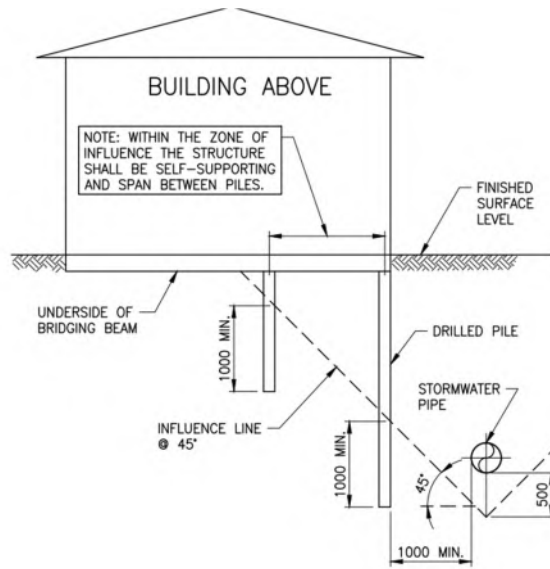 BUILDING ABOVE
NOTE: WITHIN THE ZONE OF
INFLUENCE THE STRUCTURE
SHALL BE SELF-SUPPORTING
AND SPAN BETWEEN PILES.
FINISHED
SURFACE
LEVEL
UNDERSIDE OF
BRIDGING BEAM
1000 MIN.
DRILLED PILE
STORMWATER
PIPE
INFLUENCE LINE
@ 45°
1000 MIN.
45°
500
1000 MIN.